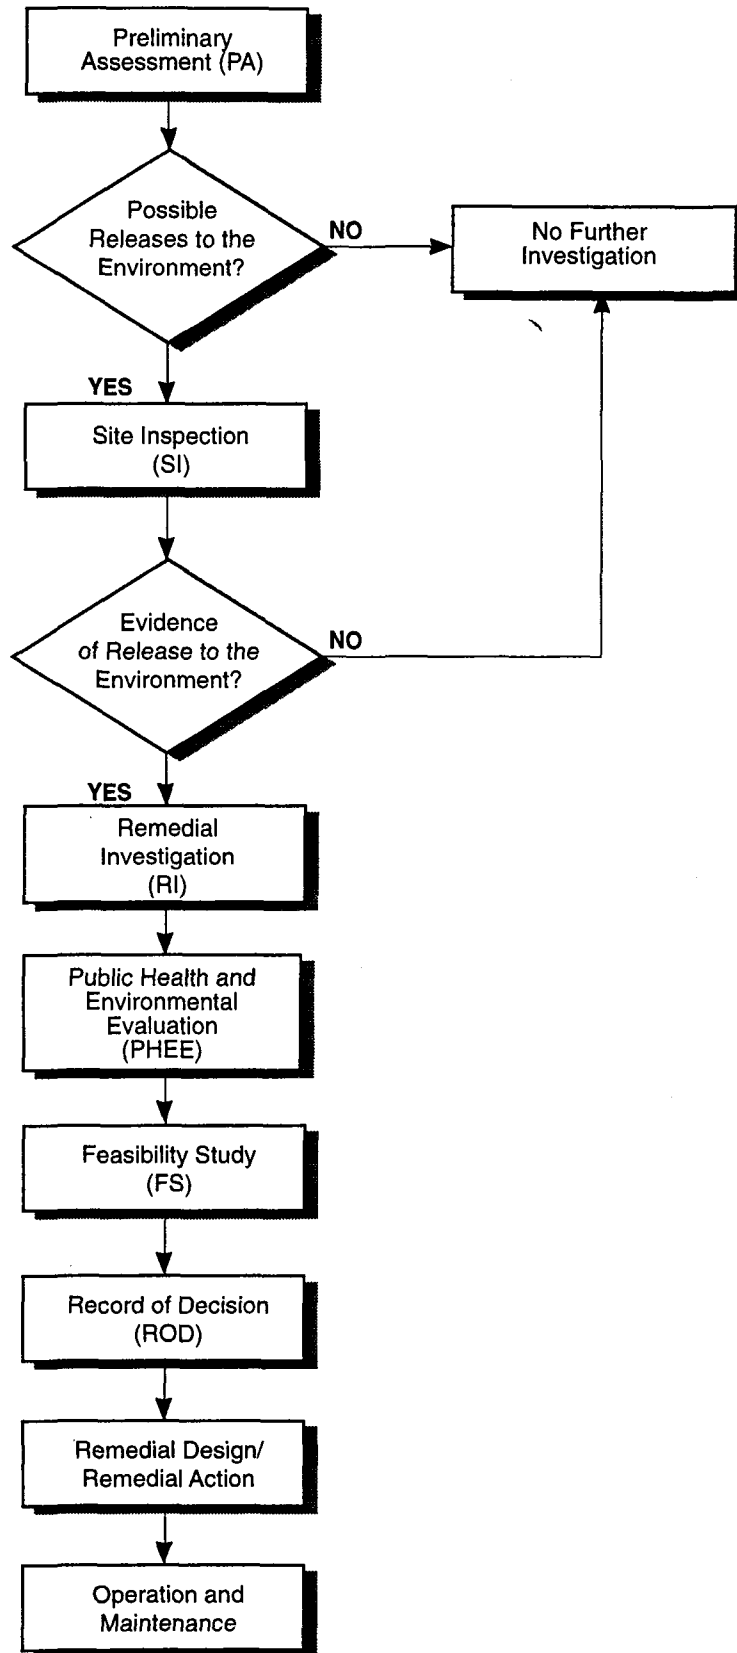 Preliminary
Assessment (PA)
Possible
Releases to the
Environment?
NO
No Further
Investigation
YES
Site Inspection
(SI)
Evidence
of Release to the
Environment?
NO
YES
Remedial
Investigation
(RI)
Public Health and
Environmental
Evaluation
(PHEE)
Feasibility Study
(FS)
Record of Decision
(ROD)
Remedial Design/
Remedial Action
Operation and
Maintenance